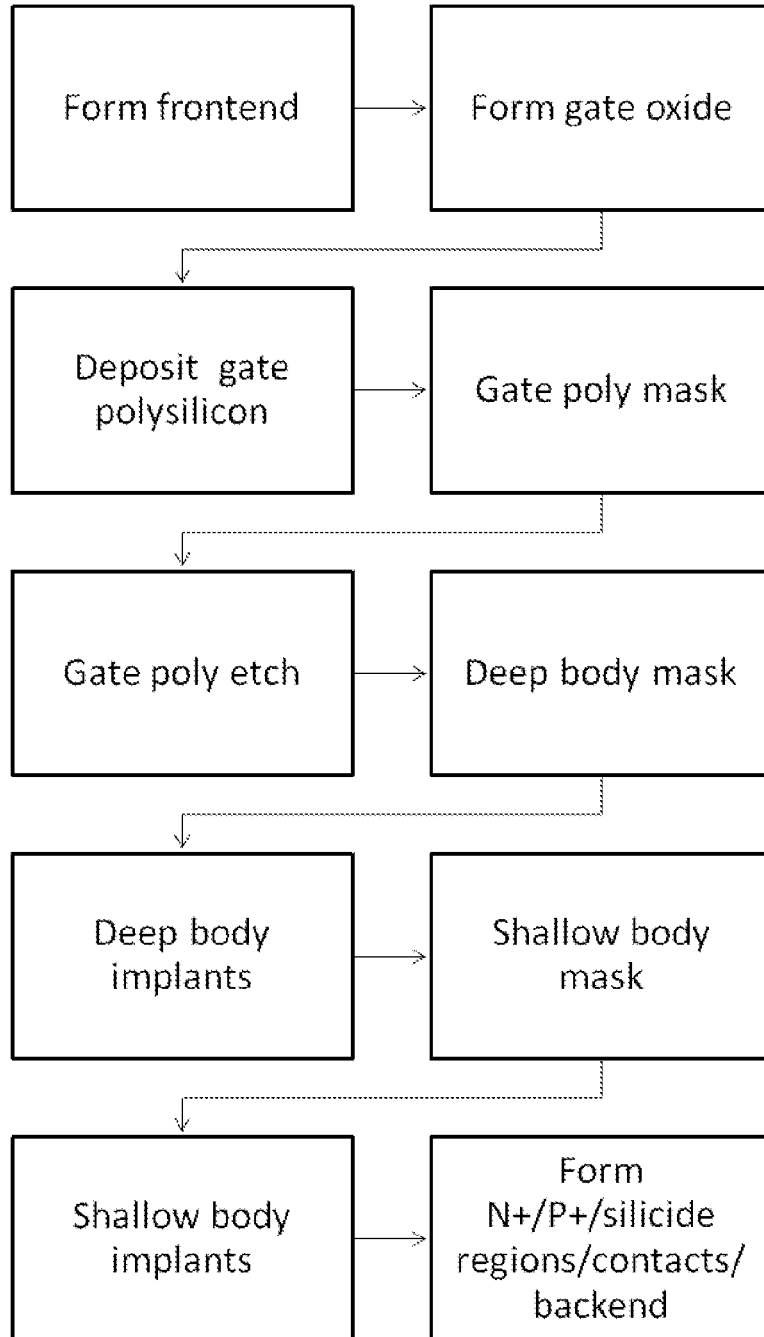 Form frontend
Form gate oxide
Deposit gate
polysilicon
Gate poly mask
Gate poly etch
Deep body mask
Deep body
implants
Shallow body
mask
Shallow body
implants
Form
N+/P+/silicide
regions/contacts/
backend